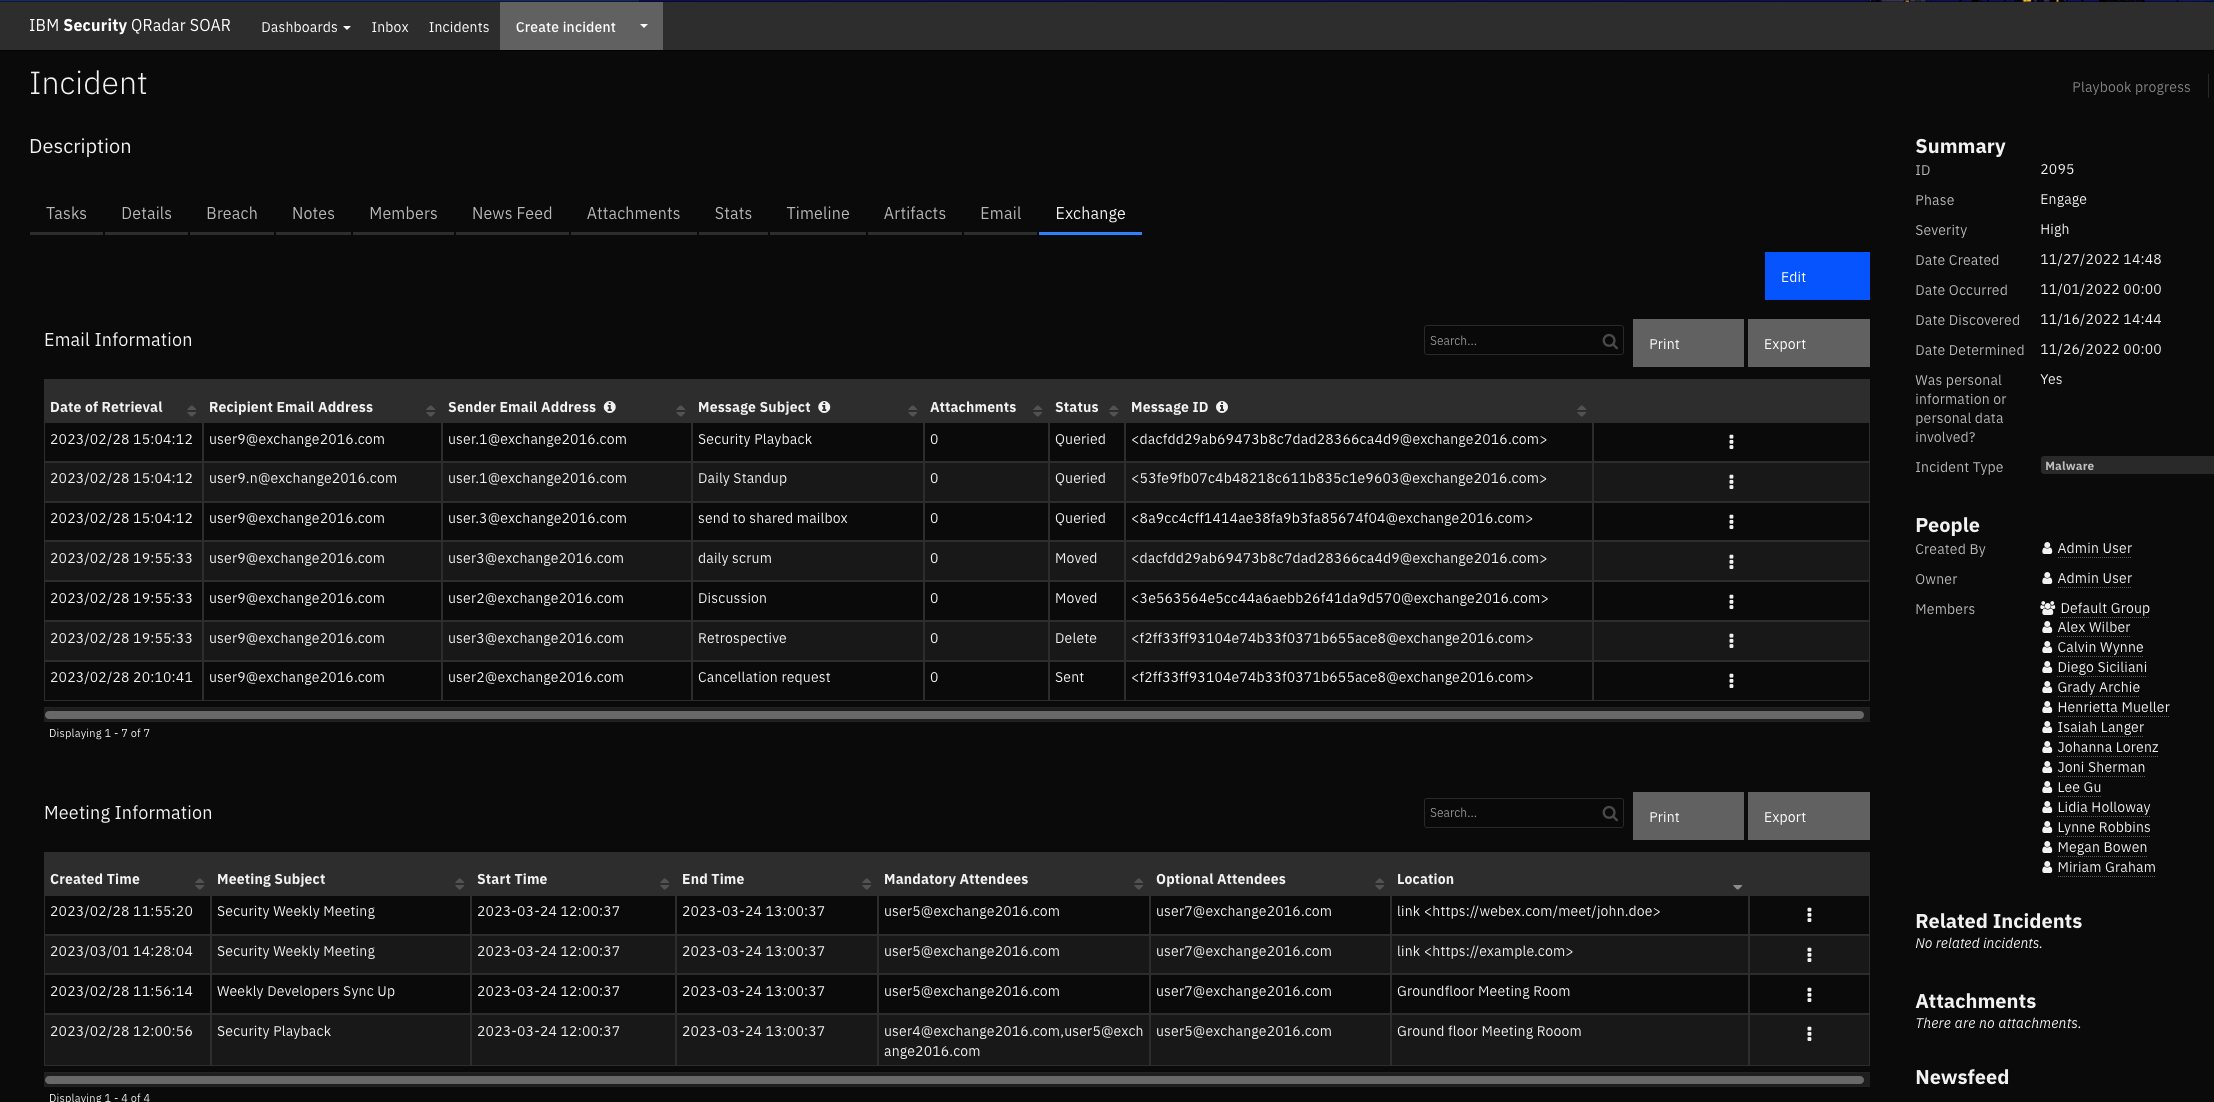 IBM Security QRadar SOAR Dashboards Inbox Incidents Create incident
Incident
Playbook progress
Description
Tasks Details Breach Notes Members News Feed Attachments Stats Timeline Artifacts Email Exchange
Edit
Email Information
Search... Print Export
Date of Retrieval Recipient Email Address Sender Email Address Message Subject Attachments Status Message ID
2023/02/28 15:04:12 user9@exchange2016.com user.1@exchange2016.com Security Playback 0 Queried <dacfdd29ab69473b8c7dad28366ca4d9@exchange2016.com>
2023/02/28 15:04:12 user9.n@exchange2016.com user.1@exchange2016.com Daily Standup 0 Queried <53fe9fb07c4b48218c611b835c1e9603@exchange2016.com>
2023/02/28 15:04:12 user9@exchange2016.com user.3@exchange2016.com send to shared mailbox 0 Queried <8a9cc4cff1414ae38fa9b3fa85674f04@exchange2016.com>
2023/02/28 19:55:33 user9@exchange2016.com user3@exchange2016.com daily scrum 0 Moved <dacfdd29ab69473b8c7dad28366ca4d9@exchange2016.com>
2023/02/28 19:55:33 user9@exchange2016.com user2@exchange2016.com Discussion 0 Moved <3e563564e5cc44a6aebb26f41da9d570@exchange2016.com>
2023/02/28 19:55:33 user9@exchange2016.com user3@exchange2016.com Retrospective 0 Delete <f2ff33ff93104e74b33f0371b655ace8@exchange2016.com>
2023/02/28 20:10:41 user9@exchange2016.com user2@exchange2016.com Cancellation request 0 Sent <f2ff33ff93104e74b33f0371b655ace8@exchange2016.com>
Displaying 1 - 7 of 7
Meeting Information
Search... Print Export
Created Time Meeting Subject Start Time End Time Mandatory Attendees Optional Attendees Location
2023/02/28 11:55:20 Security Weekly Meeting 2023-03-24 12:00:37 2023-03-24 13:00:37 user5@exchange2016.com user7@exchange2016.com link <https://webex.com/meet/john.doe>
2023/03/01 14:28:04 Security Weekly Meeting 2023-03-24 12:00:37 2023-03-24 13:00:37 user5@exchange2016.com user7@exchange2016.com link <https://example.com>
2023/02/28 11:56:14 Weekly Developers Sync Up 2023-03-24 12:00:37 2023-03-24 13:00:37 user5@exchange2016.com user7@exchange2016.com Groundfloor Meeting Room
2023/02/28 12:00:56 Security Playback 2023-03-24 12:00:37 2023-03-24 13:00:37 user4@exchange2016.com,user5@exch user5@exchange2016.com Ground floor Meeting Rooom
ange2016.com
Displaying 1 - 4 of 4
Summary
ID 2095
Phase Engage
Severity High
Date Created 11/27/2022 14:48
Date Occurred 11/01/2022 00:00
Date Discovered 11/16/2022 14:44
Date Determined 11/26/2022 00:00
Was personal Yes
information or
personal data
involved?
Incident Type Malware
People
Created By Admin User
Owner Admin User
Members Default Group
Alex Wilber
Calvin Wynne
Diego Siciliani
Grady Archie
Henrietta Mueller
Isaiah Langer
Johanna Lorenz
Joni Sherman
Lee Gu
Lidia Holloway
Lynne Robbins
Megan Bowen
Miriam Graham
Related Incidents
No related incidents.
Attachments
There are no attachments.
Newsfeed